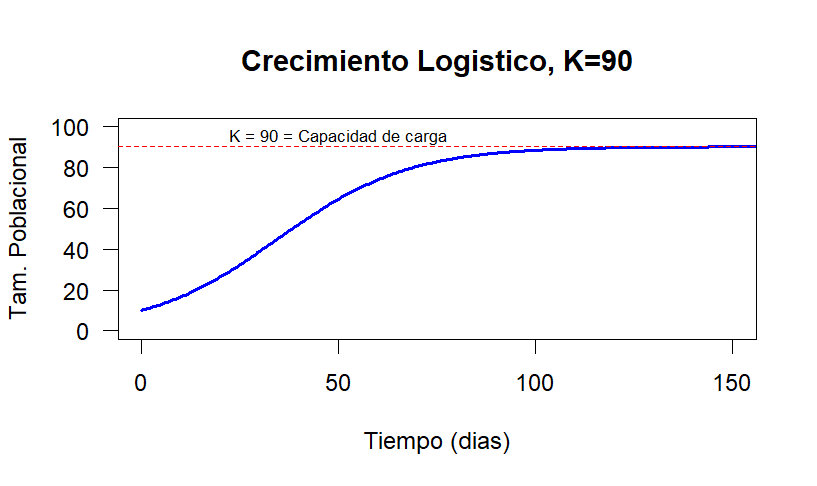 Crecimiento Logistico, K=90
K = 90 = Capacidad de carga
Tam. Poblacional
100
80
60
40
20
0
0 50 100 150
Tiempo (dias)